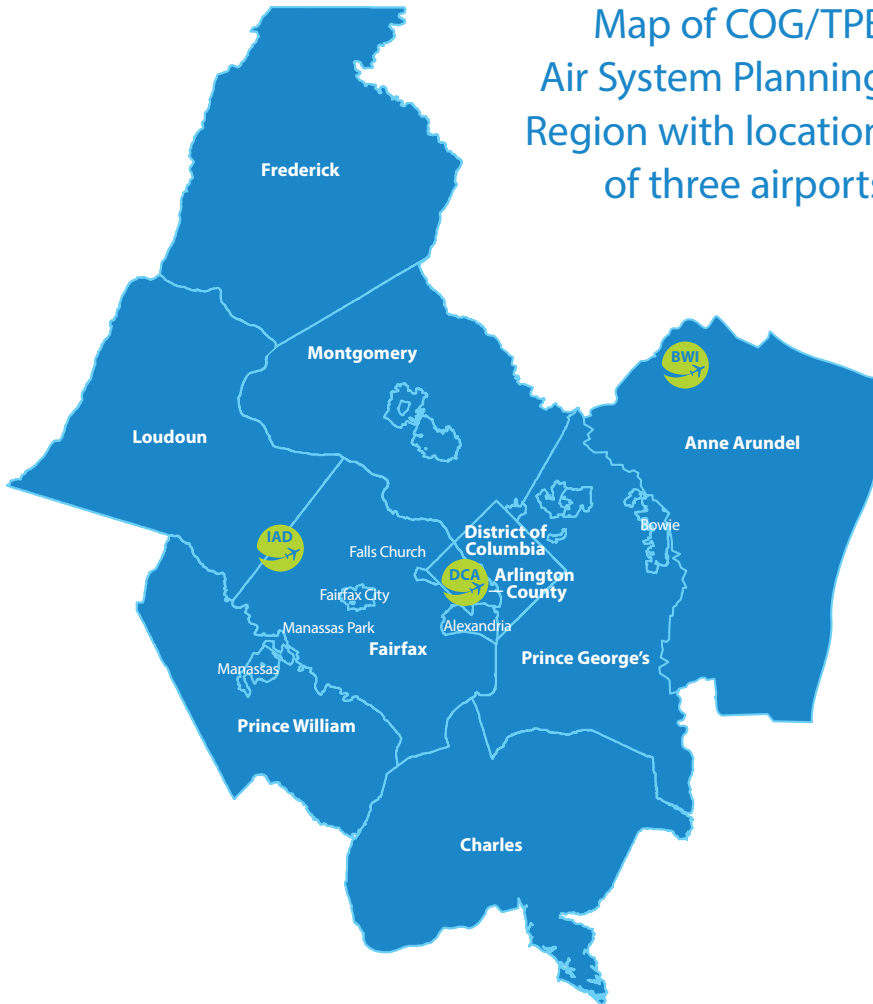 Map of COG/TPB
Air System Planning
Region with location
of three airports
Frederick
Montgomery
BWI
Loudoun
Anne Arundel
IAD
District of
Columbia
Bowie
Falls Church
DCA
Arlington
County
Fairfax City
Alexandria
Manassas Park
Fairfax
Prince George's
Manassas
Prince William
Charles